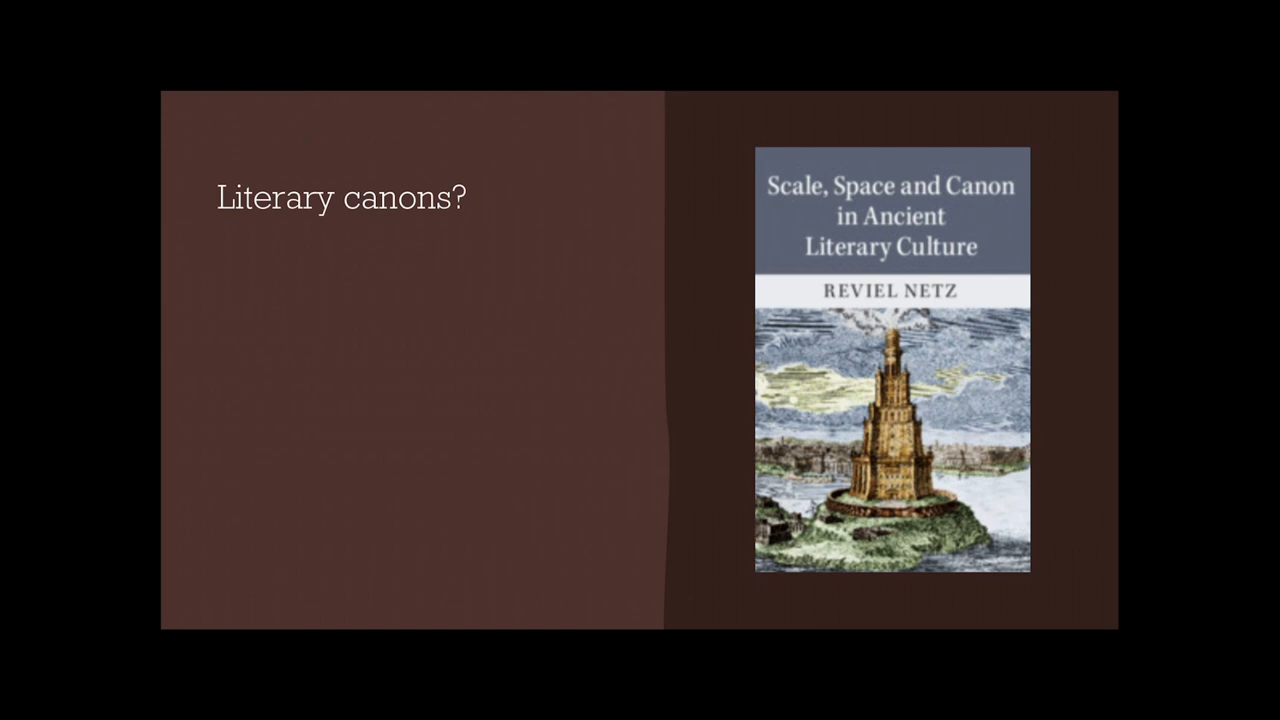 Literary canons?
Scale, Space and Canon
in Ancient
Literary Culture
REVIEL NETZ